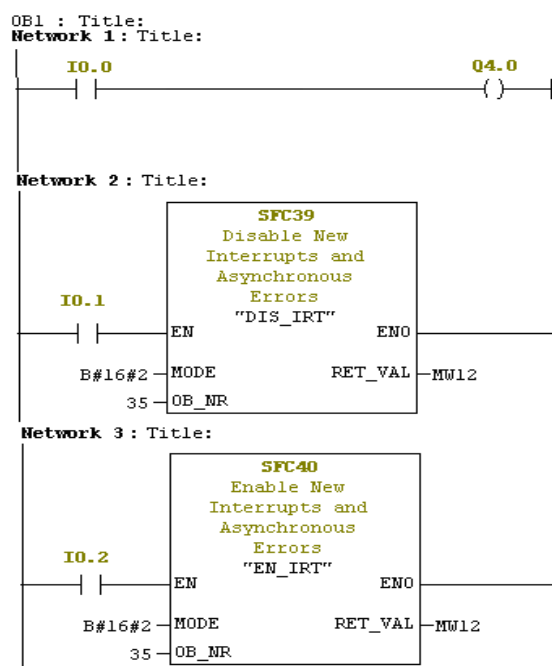 OB1 : Title:
Network 1: Title:
I0.0 Q4.0
( )
Network 2: Title:
SFC39
Disable New
Interrupts and
Asynchronous
Errors
"DIS_IRT"
I0.1
EN ENO
B#16#2 MODE RET_VAL MW12
35 OB_NR
Network 3: Title:
SFC40
Enable New
Interrupts and
Asynchronous
Errors
"EN_IRT"
I0.2
EN ENO
B#16#2 MODE RET_VAL MW12
35 OB_NR